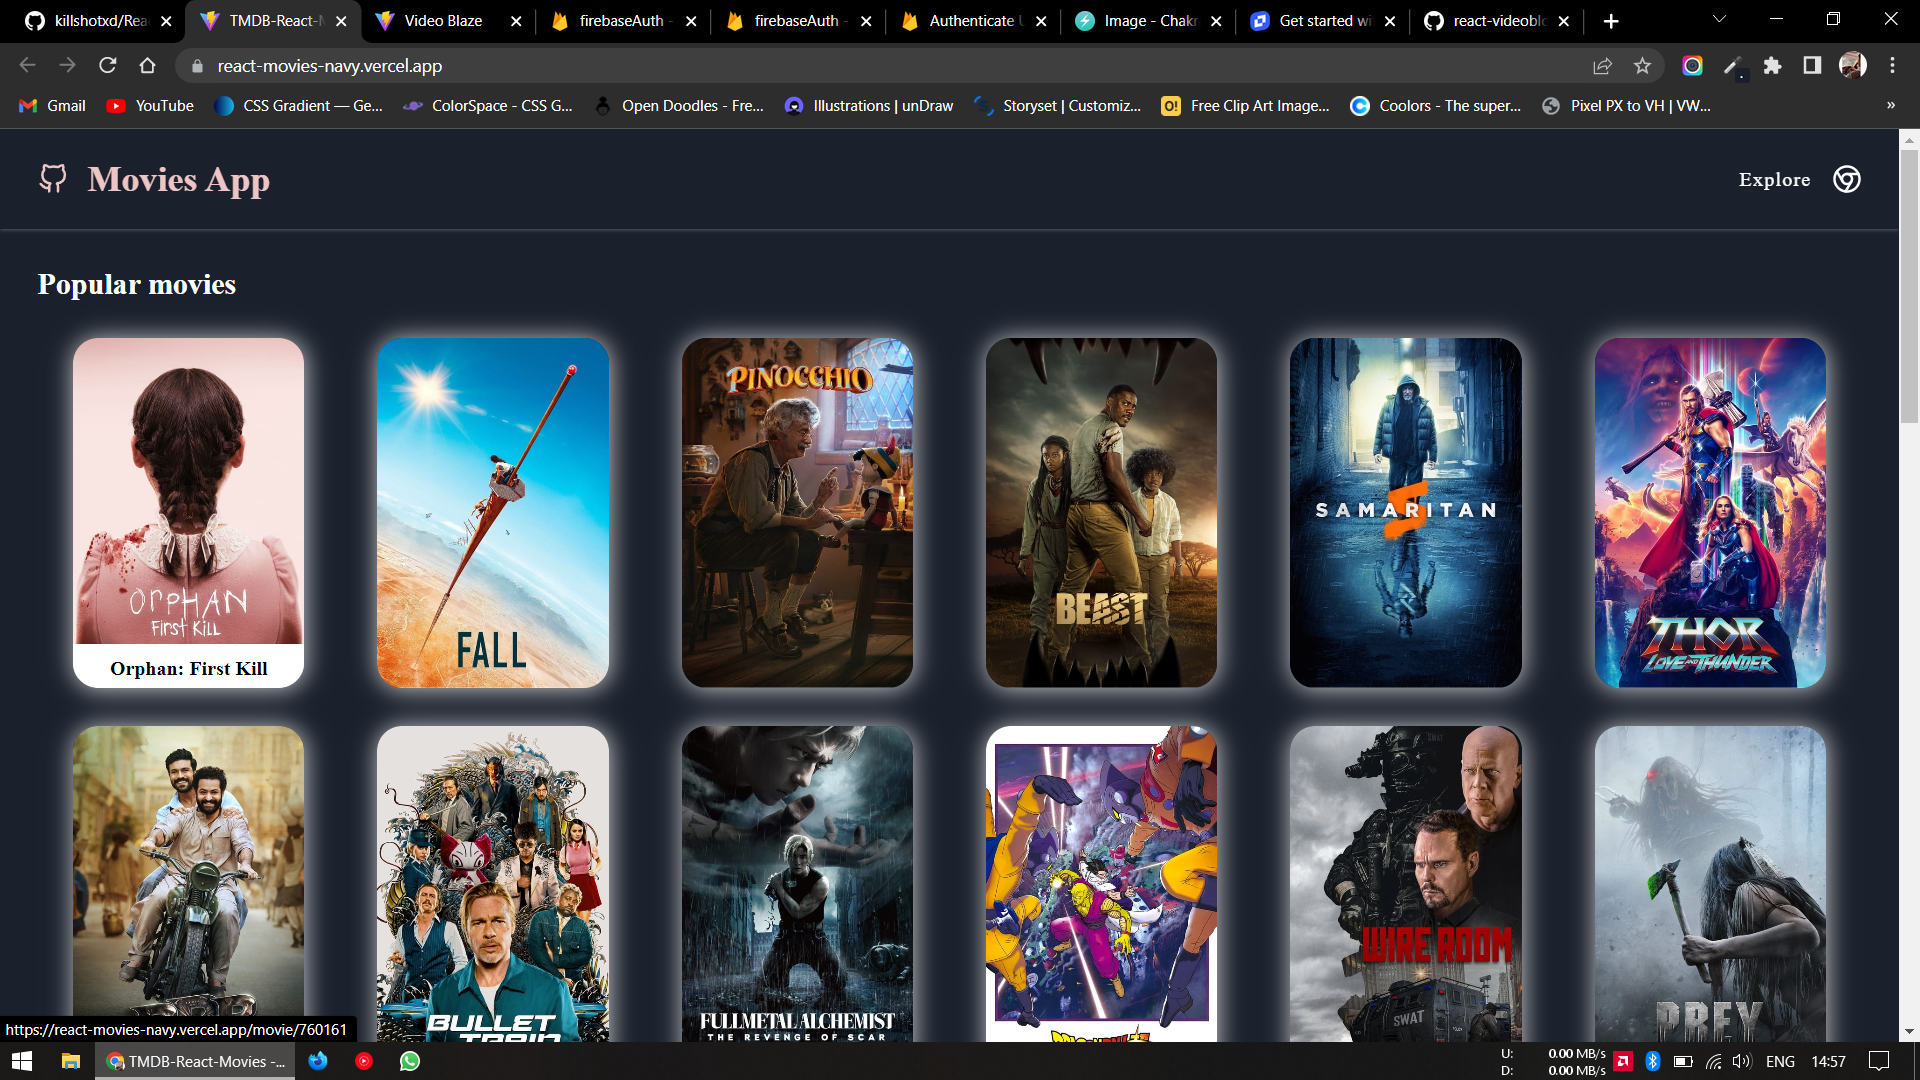 killshotxd/Rea
TMDB-React-M
Video Blaze
firebaseAuth -
firebaseAuth -
Authenticate U
Image - Chakr
Get started wi
react-videoblo
react-movies-navy.vercel.app
Gmail
YouTube
CSS Gradient — Ge...
ColorSpace - CSS G...
Open Doodles - Fre...
Illustrations | unDraw
Storyset | Customiz...
O!
Free Clip Art Image...
Coolors - The super...
Pixel PX to VH | VW...
»
Movies App
Explore
Popular movies
ORPHAN
FIRST KILL
Orphan: First Kill
FALL
PINOCCHIO
BEAST
SAMARITAN
THOR
LOVE AND THUNDER
BULLET
TRAIN
FULLMETAL ALCHEMIST
THE REVENGE OF SCAR
WIRE ROOM
SWAT
PREY
https://react-movies-navy.vercel.app/movie/760161
TMDB-React-Movies -...
U: 0.00 MB/s
D: 0.00 MB/s
ENG
14:57